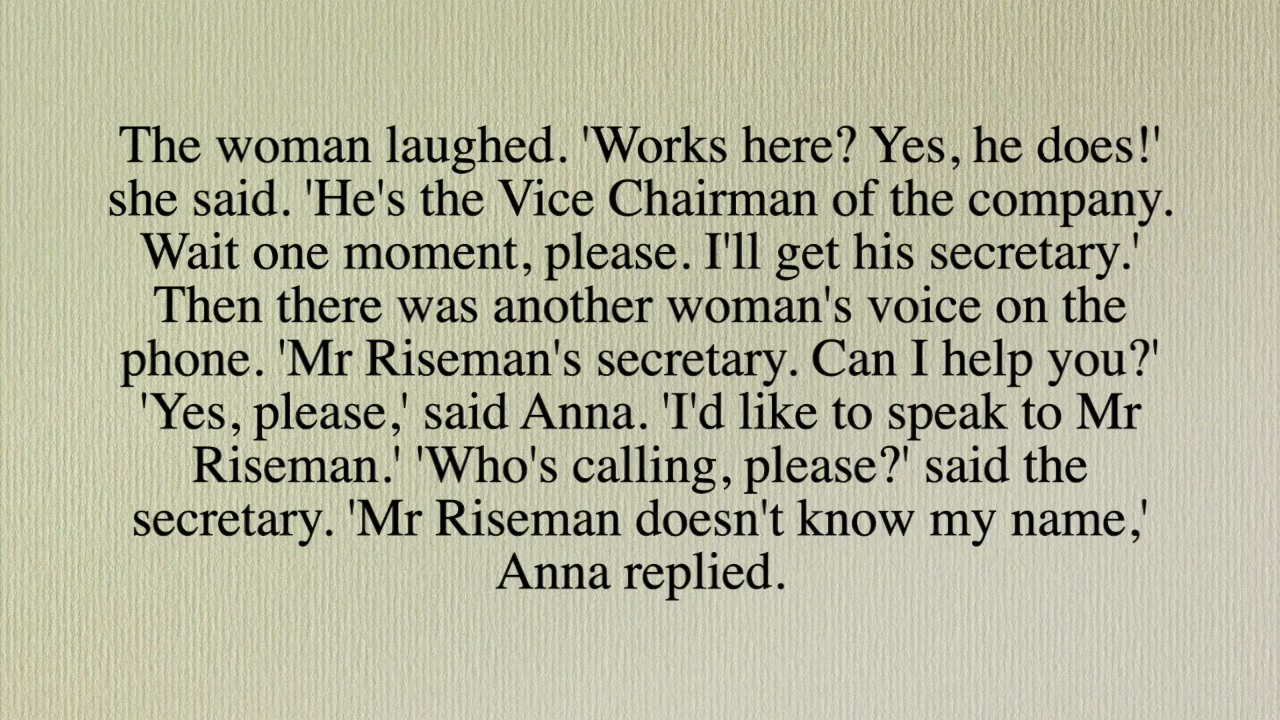 The woman laughed. 'Works here? Yes, he does!'
she said. 'He's the Vice Chairman of the company.
Wait one moment, please. I'll get his secretary.'
Then there was another woman's voice on the
phone. 'Mr Riseman's secretary. Can I help you?'
'Yes, please,' said Anna. 'I'd like to speak to Mr
Riseman.' 'Who's calling, please?' said the
secretary. 'Mr Riseman doesn't know my name,'
Anna replied.